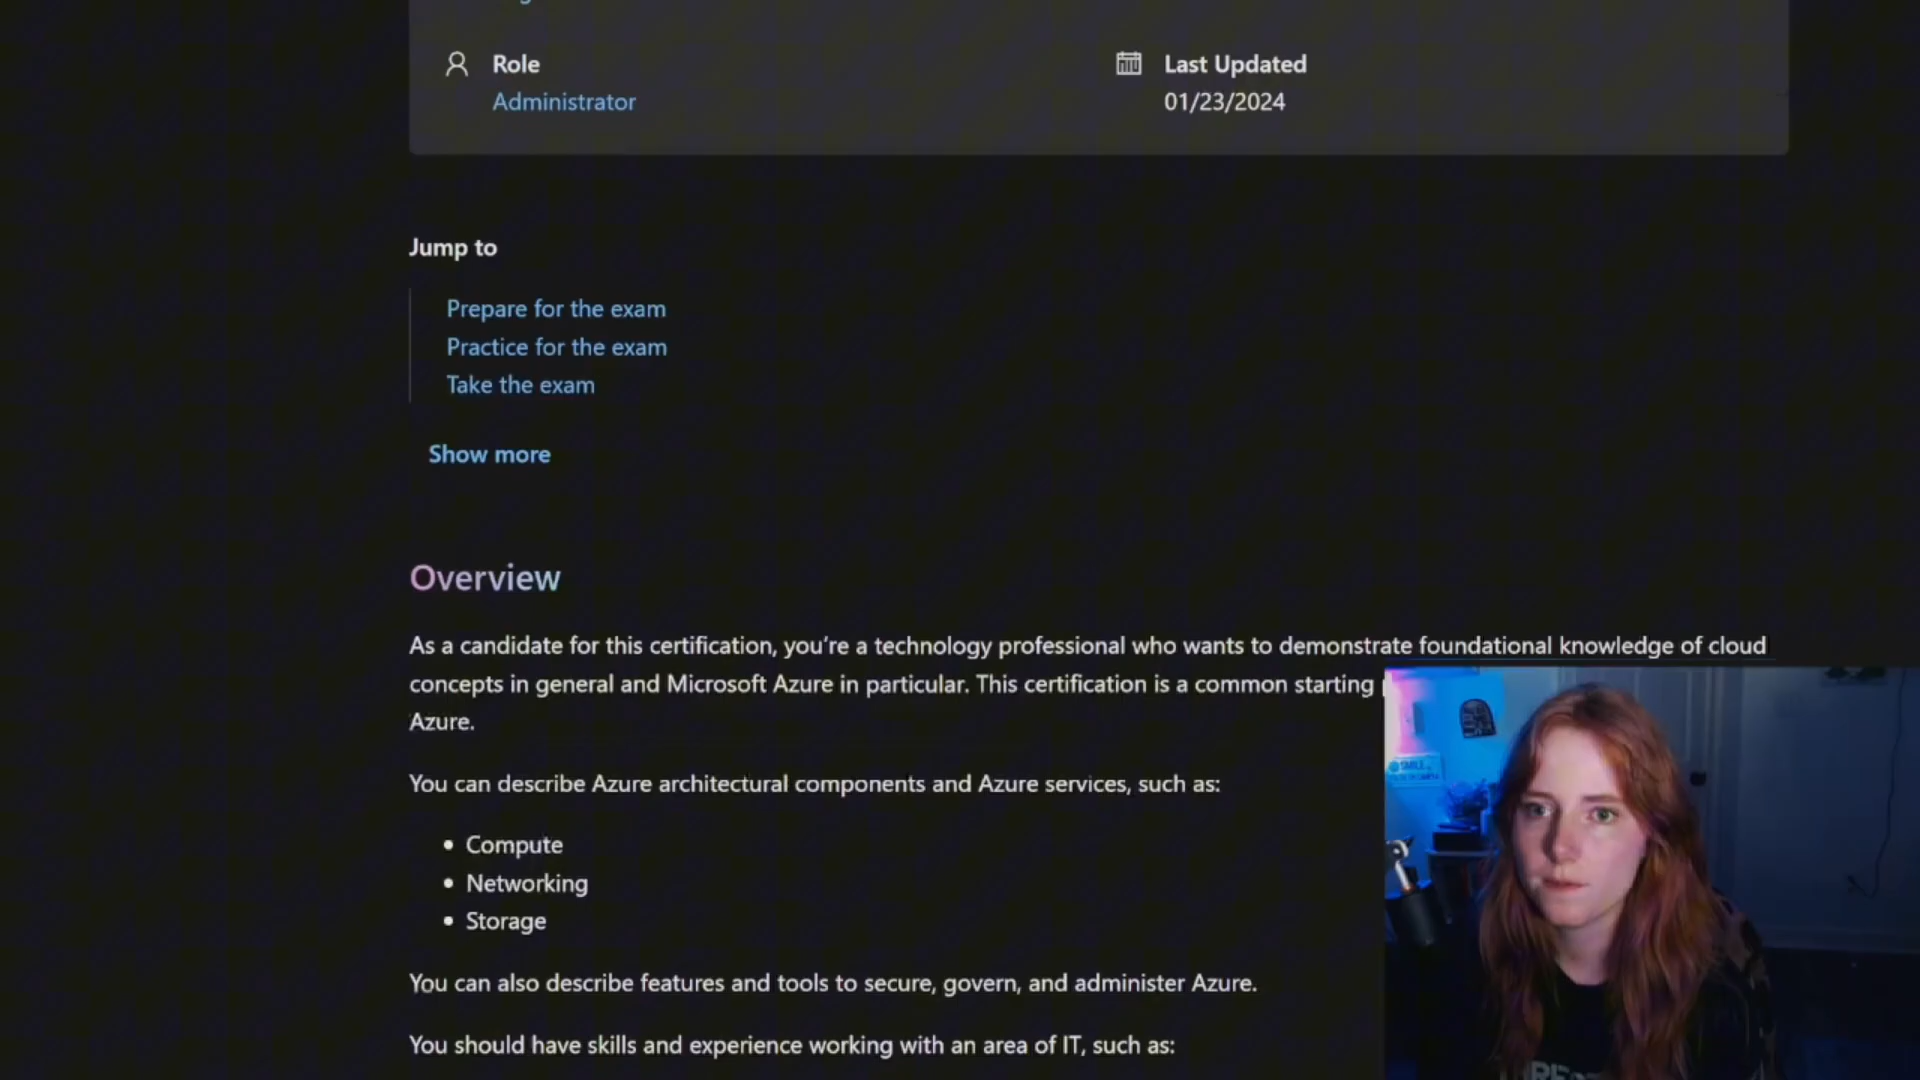 Role
Administrator
Last Updated
01/23/2024
Jump to
Prepare for the exam
Practice for the exam
Take the exam
Show more
Overview
As a candidate for this certification, you’re a technology professional who wants to demonstrate foundational knowledge of cloud
concepts in general and Microsoft Azure in particular. This certification is a common starting
Azure.
You can describe Azure architectural components and Azure services, such as:
• Compute
• Networking
• Storage
SMILE
You can also describe features and tools to secure, govern, and administer Azure.
You should have skills and experience working with an area of IT, such as: